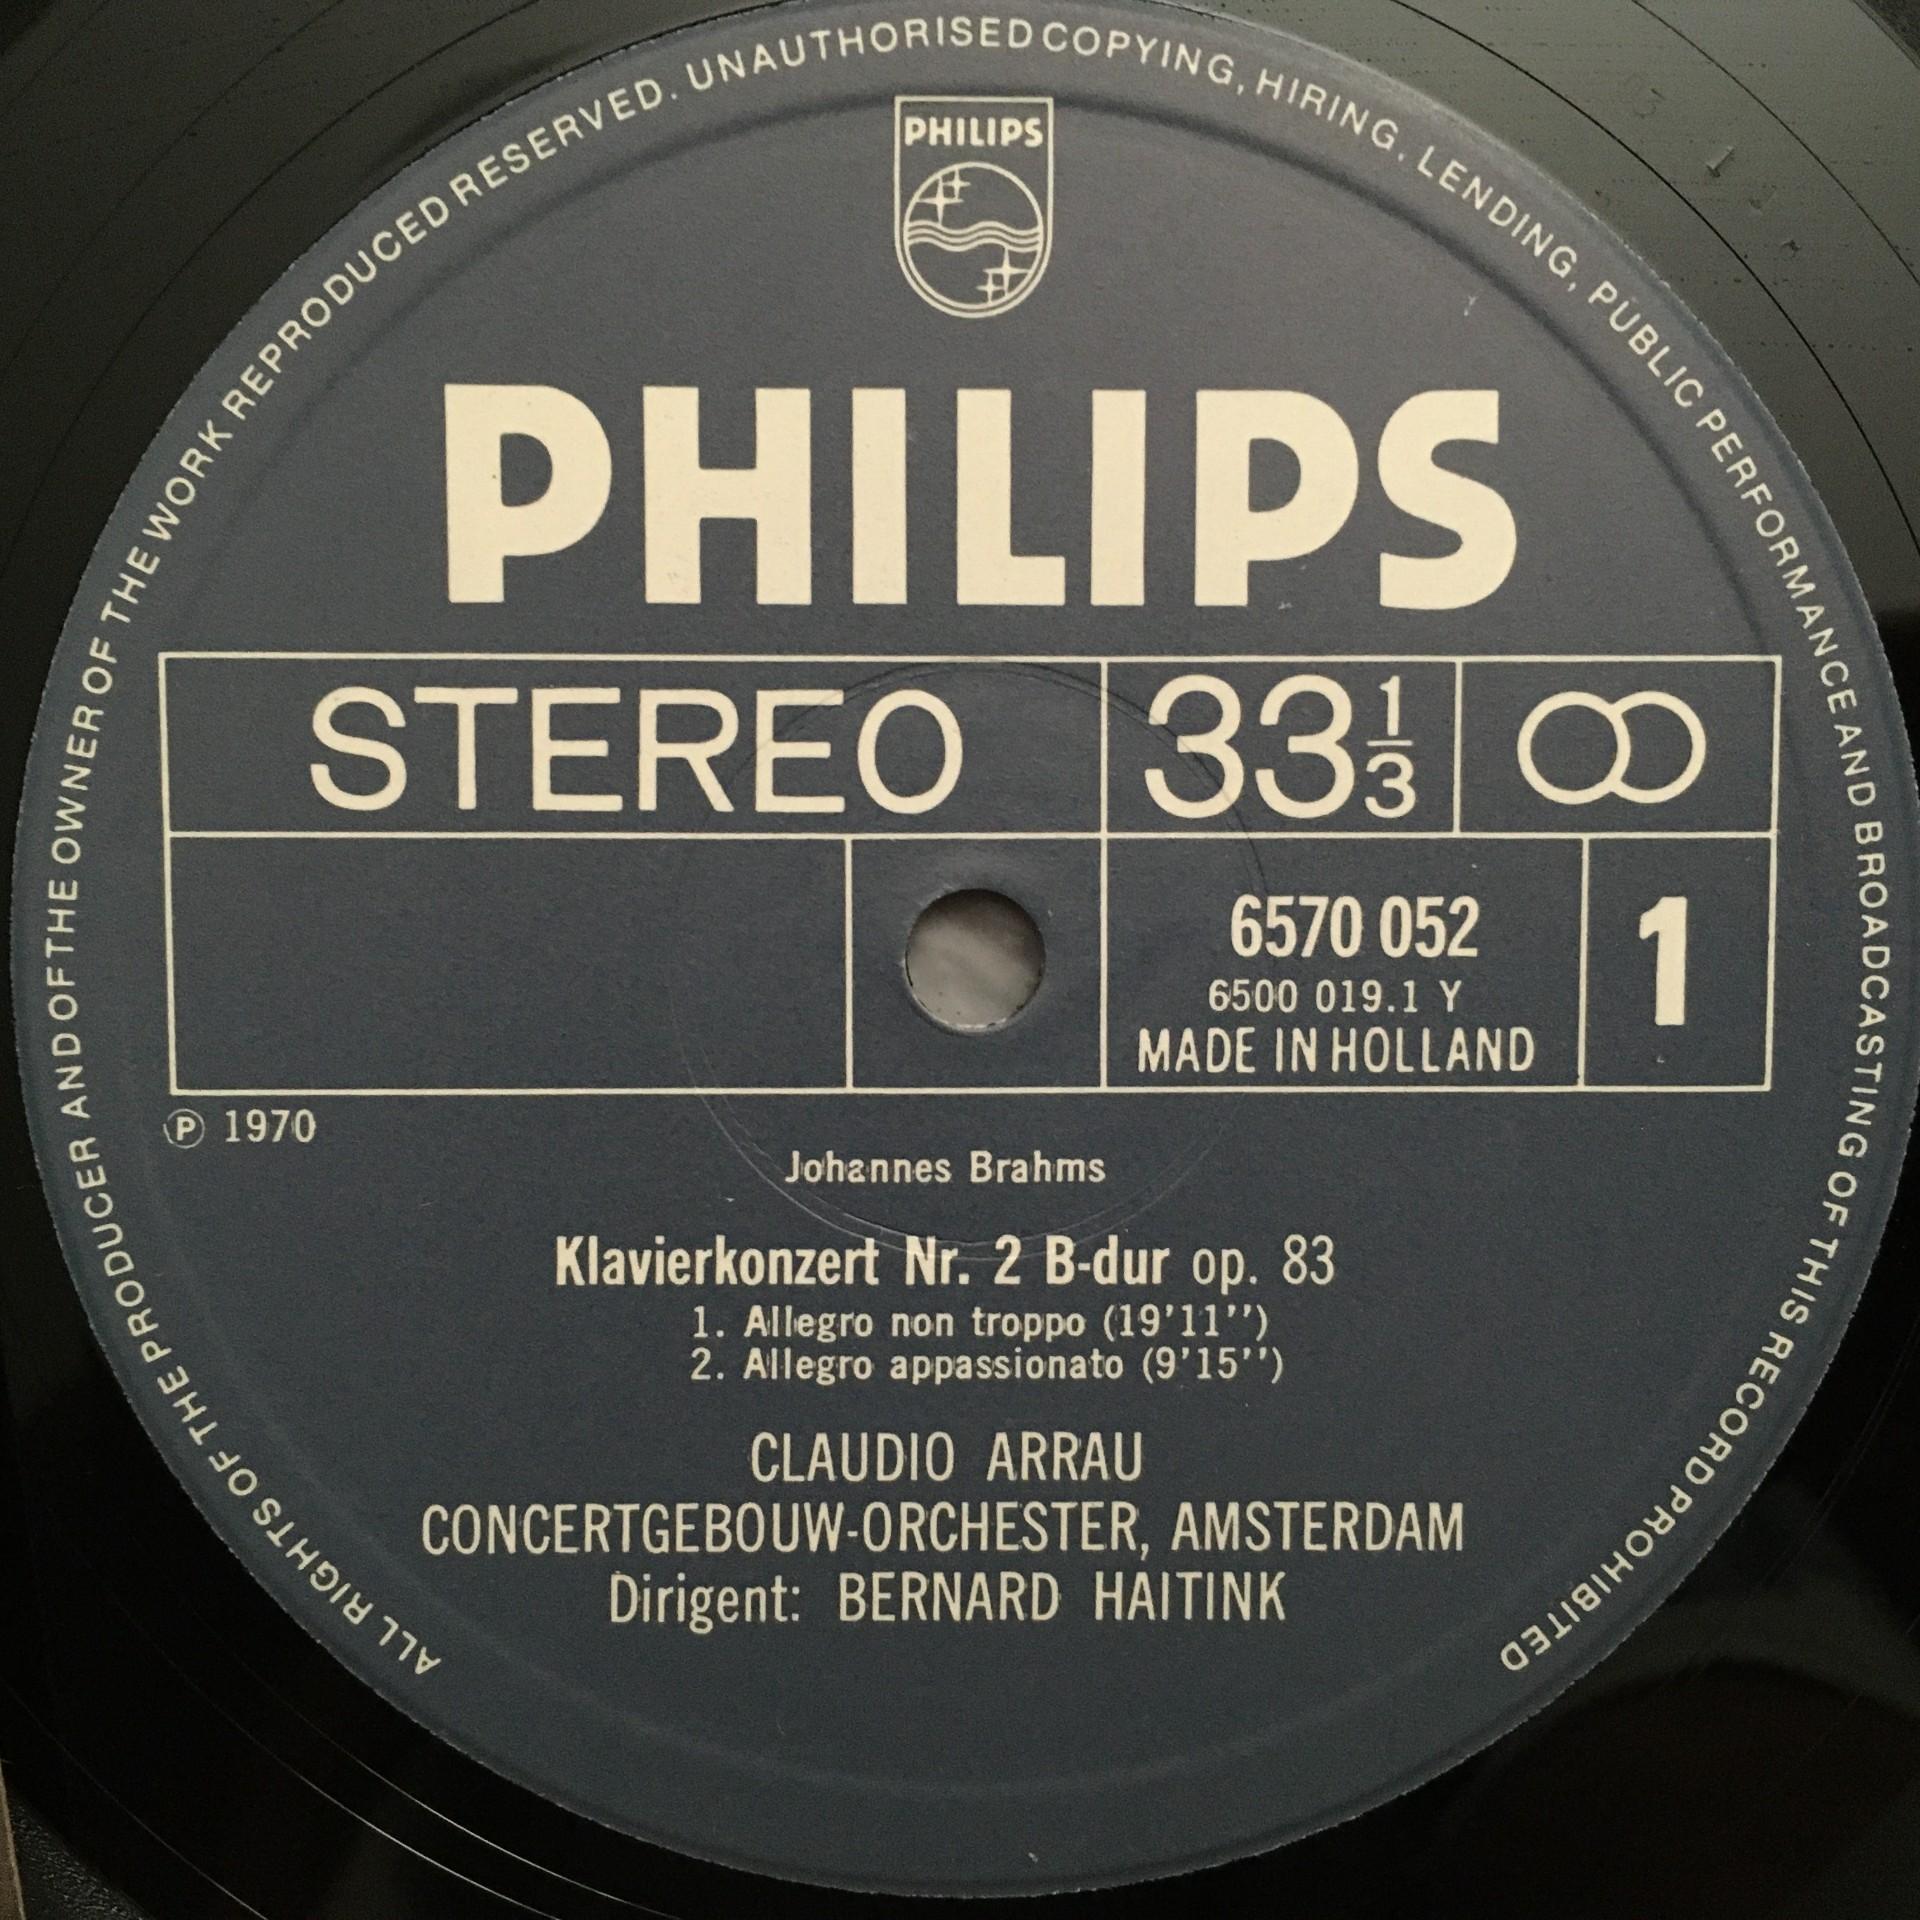 ALL RIGHTS OF THE PRODUCER AND OF THE OWNER OF THE WORK REPRODUCED RESERVED. UNAUTHORISED COPYING, HIRING, LENDING, PUBLIC PERFORMANCE AND BROADCASTING OF THIS RECORD PROHIBITED
PHILIPS
PHILIPS
STEREO 33 1/3
6570 052
6500 019.1 Y
MADE IN HOLLAND
1
Ⓟ 1970
Johannes Brahms
Klavierkonzert Nr. 2 B-dur op. 83
1. Allegro non troppo (19'11'')
2. Allegro appassionato (9'15'')
CLAUDIO ARRAU
CONCERTGEBOUW-ORCHESTER, AMSTERDAM
Dirigent: BERNARD HAITINK